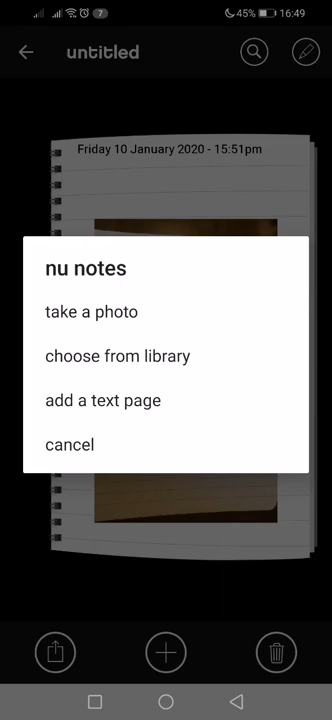 7
45%
16:49
untitled
Friday 10 January 2020 - 15:51pm
nu notes
take a photo
choose from library
add a text page
cancel